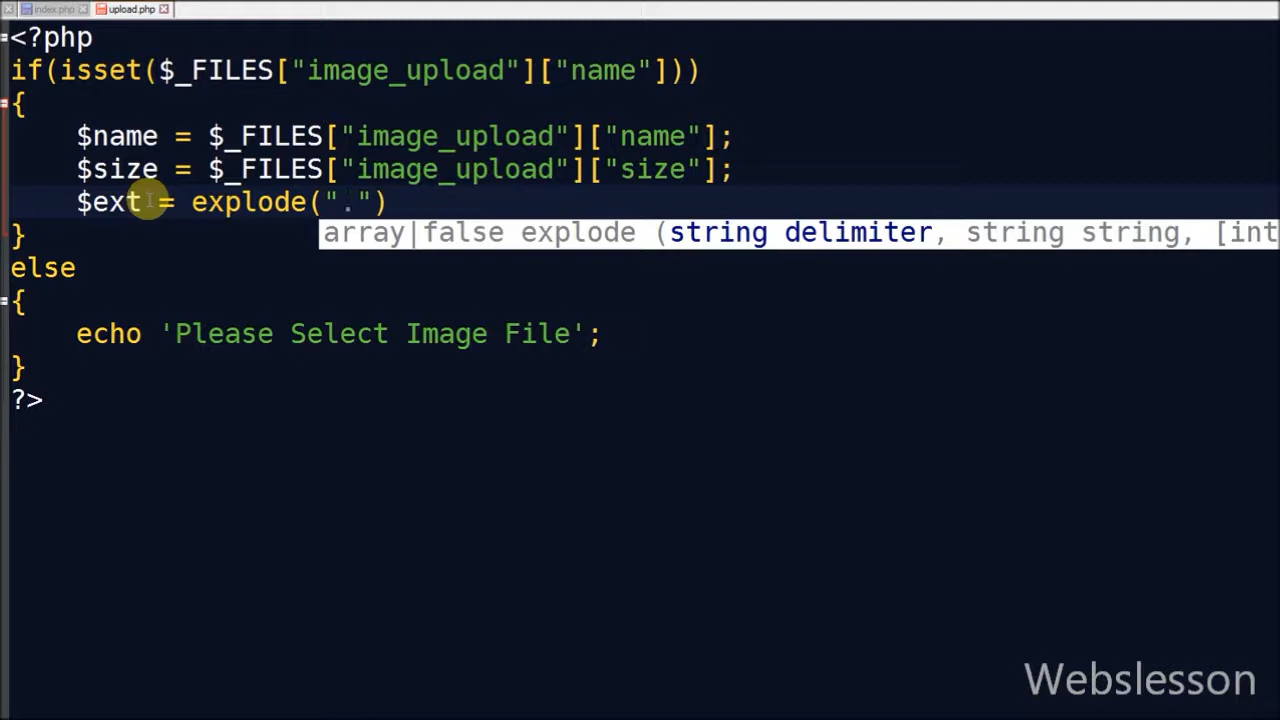 index.php upload.php
<?php
if(isset($_FILES["image_upload"]["name"]))
{
$name = $_FILES["image_upload"]["name"];
$size = $_FILES["image_upload"]["size"];
$ext = explode(".")
}
array|false explode (string delimiter, string string, [int
else
{
echo 'Please Select Image File';
}
?>
Webslesson